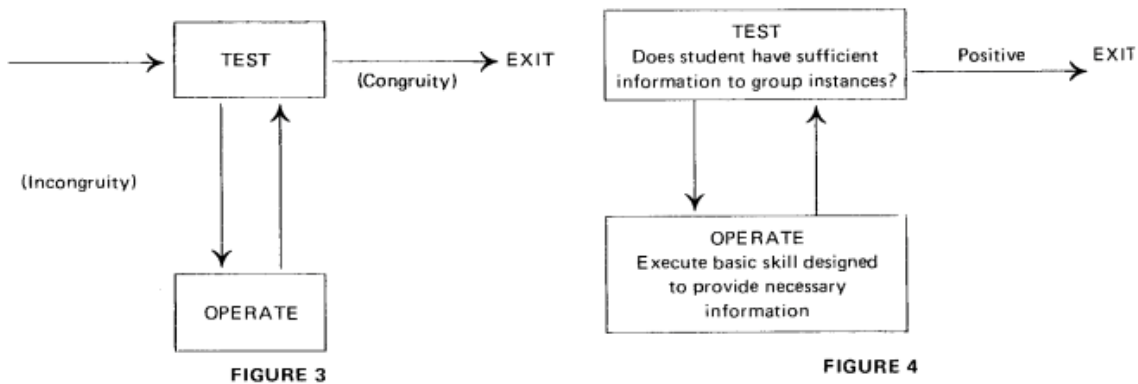 TEST
(Congruity)
EXIT
(Incongruity)
OPERATE
FIGURE 3
TEST
Does student have sufficient
information to group instances?
Positive
EXIT
OPERATE
Execute basic skill designed
to provide necessary
information
FIGURE 4